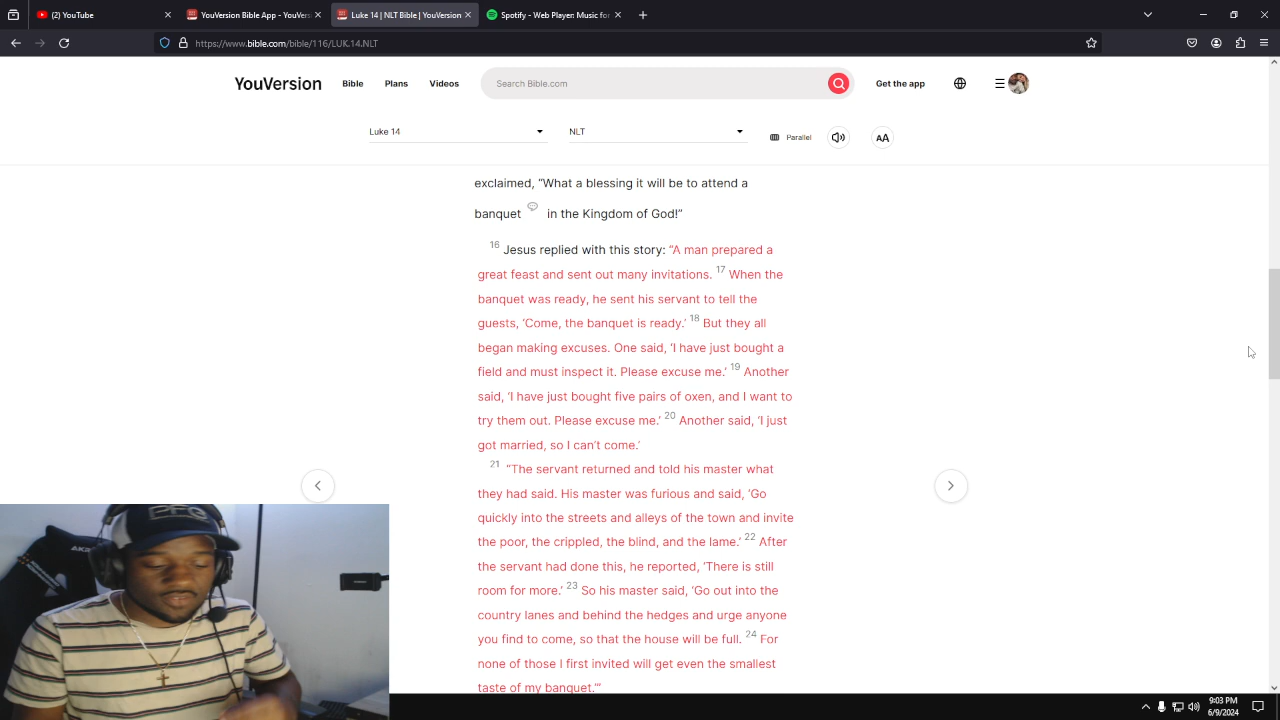 (2) YouTube
Bible App - YouVersi
Luke 14 | NLT Bible | YouVersion
Spotify - Web Player: Music fo
https://www.bible.com/bible/116/LUK.14.NLT
YouVersion
Bible
Plans
Videos
Search Bible.com
Get the app
Luke 14
NLT
Parallel
AA
exclaimed, “What a blessing it will be to attend a
banquet in the Kingdom of God!”
16 Jesus replied with this story: “A man prepared a
great feast and sent out many invitations. 17 When the
banquet was ready, he sent his servant to tell the
guests, ‘Come, the banquet is ready.’ 18 But they all
began making excuses. One said, ‘I have just bought a
field and must inspect it. Please excuse me.’ 19 Another
said, ‘I have just bought five pairs of oxen, and I want to
try them out. Please excuse me.’ 20 Another said, ‘I just
got married, so I can’t come.’
21 “The servant returned and told his master what
they had said. His master was furious and said, ‘Go
quickly into the streets and alleys of the town and invite
the poor, the crippled, the blind, and the lame.’ 22 After
the servant had done this, he reported, ‘There is still
room for more.’ 23 So his master said, ‘Go out into the
country lanes and behind the hedges and urge anyone
you find to come, so that the house will be full. 24 For
none of those I first invited will get even the smallest
taste of my banquet.’”
9:03 PM
6/9/2024